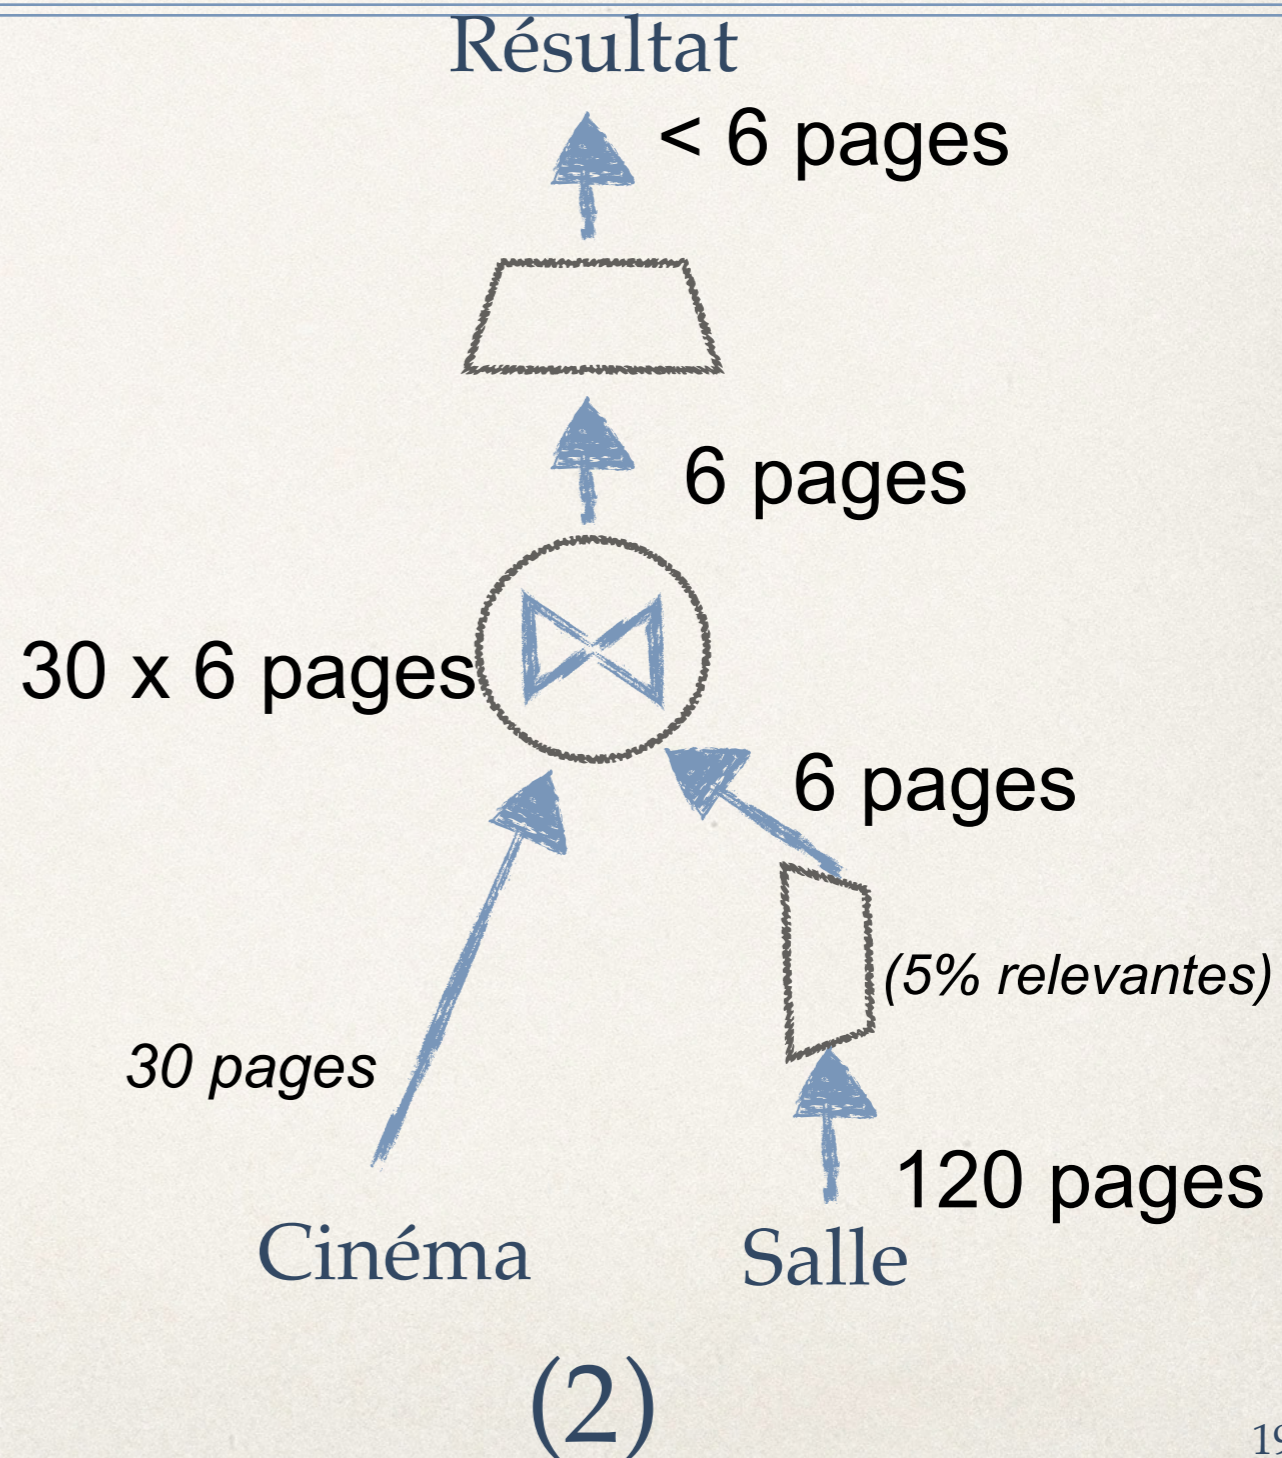 Résultat
< 6 pages
6 pages
30 x 6 pages
6 pages
(5% relevantes)
30 pages
120 pages
Cinéma
Salle
(2)
19